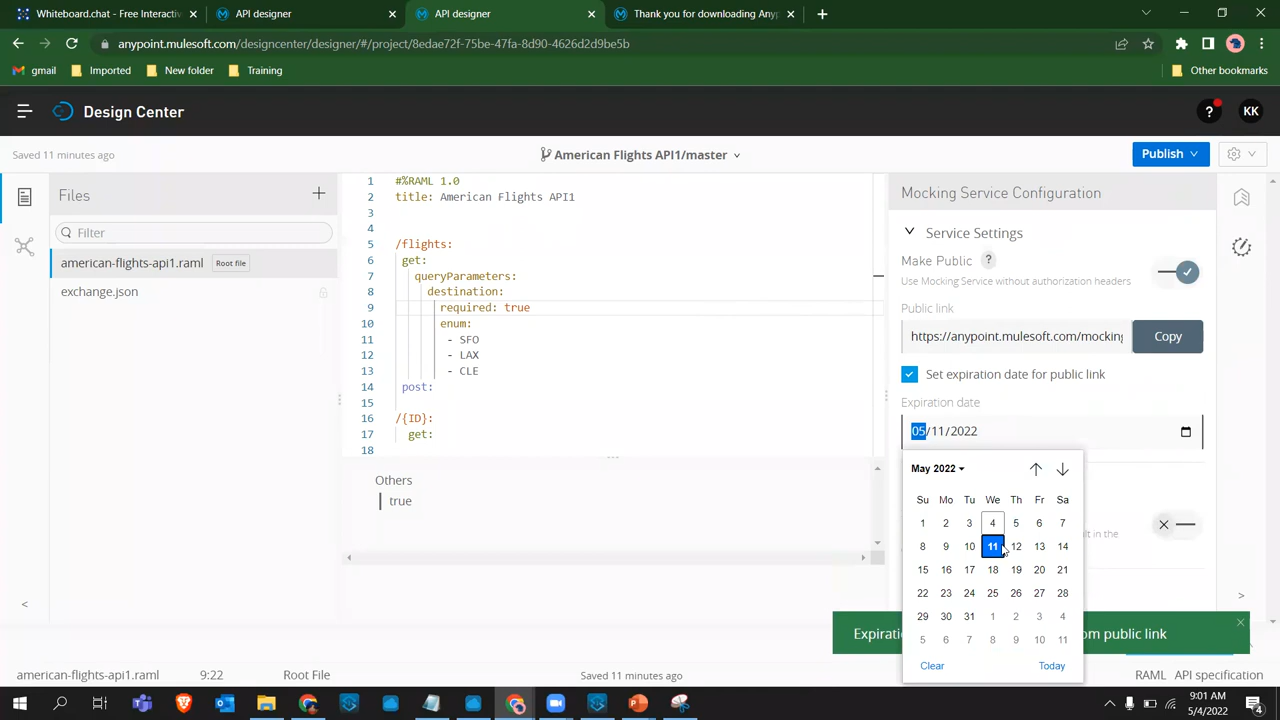 Whiteboard.chat - Free Interactiv
API designer
API designer
Thank you for downloading Anyp
anypoint.mulesoft.com/designcenter/designer/#/project/8edae72f-75be-47fa-8d90-4626d2d9be5b
gmail
Imported
New folder
Training
Other bookmarks
Design Center
?
KK
Saved 11 minutes ago
American Flights API1/master
Publish
Files
Filter
american-flights-api1.raml
Root file
exchange.json
1 #%RAML 1.0
2 title: American Flights API1
3
4
5 /flights:
6 get:
7 queryParameters:
8 destination:
9 required: true
10 enum:
11 - SFO
12 - LAX
13 - CLE
14 post:
15
16 /{ID}:
17 get:
18
Others
true
Mocking Service Configuration
Service Settings
Make Public ?
Use Mocking Service without authorization headers
Public link
https://anypoint.mulesoft.com/mocking
Copy
Set expiration date for public link
Expiration date
05/11/2022
May 2022
Su Mo Tu We Th Fr Sa
1 2 3 4 5 6 7
8 9 10 11 12 13 14
15 16 17 18 19 20 21
22 23 24 25 26 27 28
29 30 31 1 2 3 4
5 6 7 8 9 10 11
Clear
Today
ult in the
Expiratio
om public link
american-flights-api1.raml
9:22
Root File
Saved 11 minutes ago
RAML
API specification
9:01 AM
5/4/2022
4